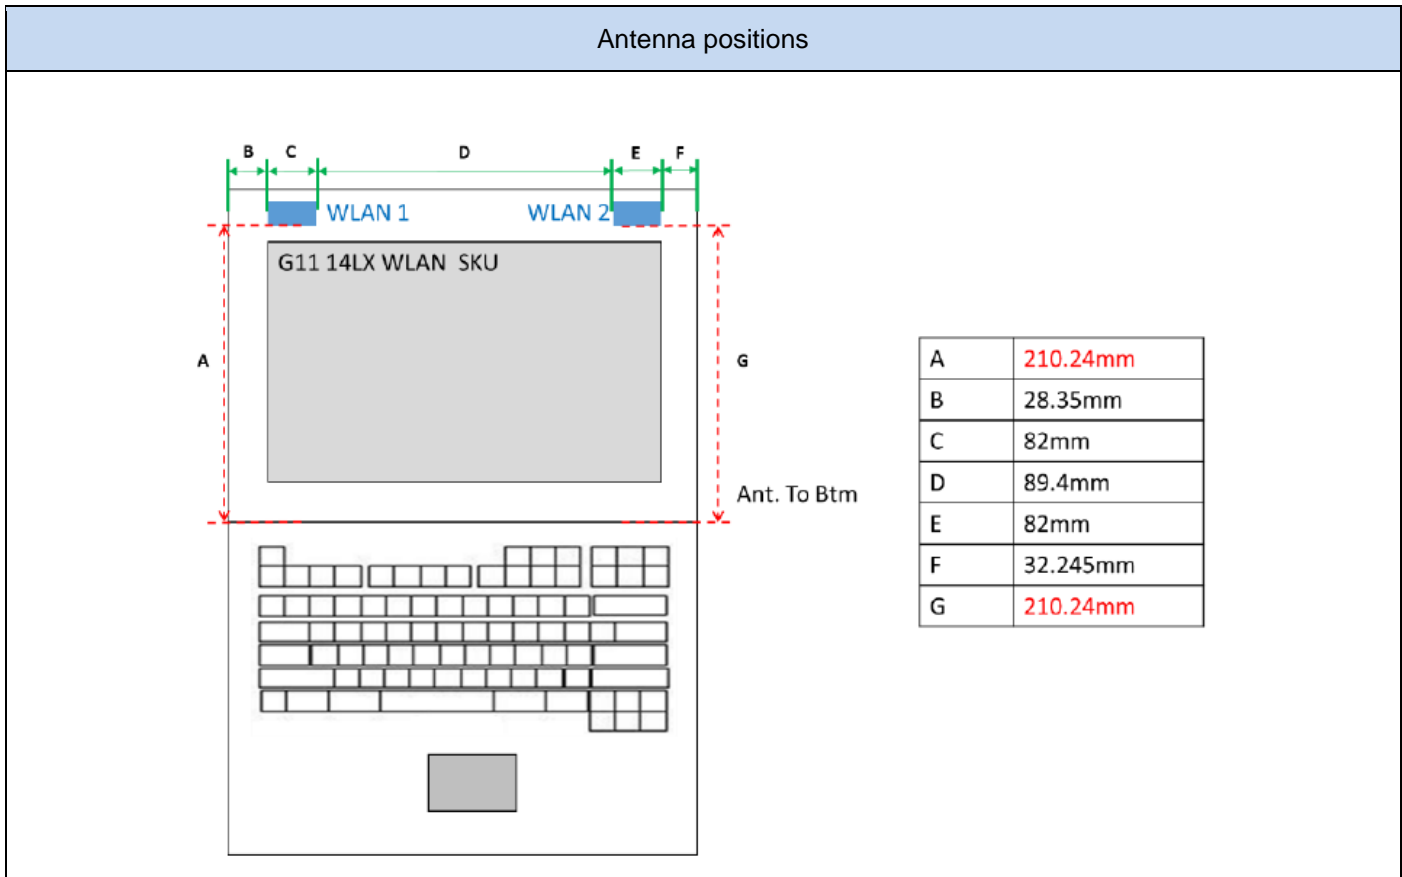 Antenna positions
B C D E F
WLAN 1 WLAN 2
G11 14LX WLAN SKU
A G
Ant. To Btm
A 210.24mm
B 28.35mm
C 82mm
D 89.4mm
E 82mm
F 32.245mm
G 210.24mm